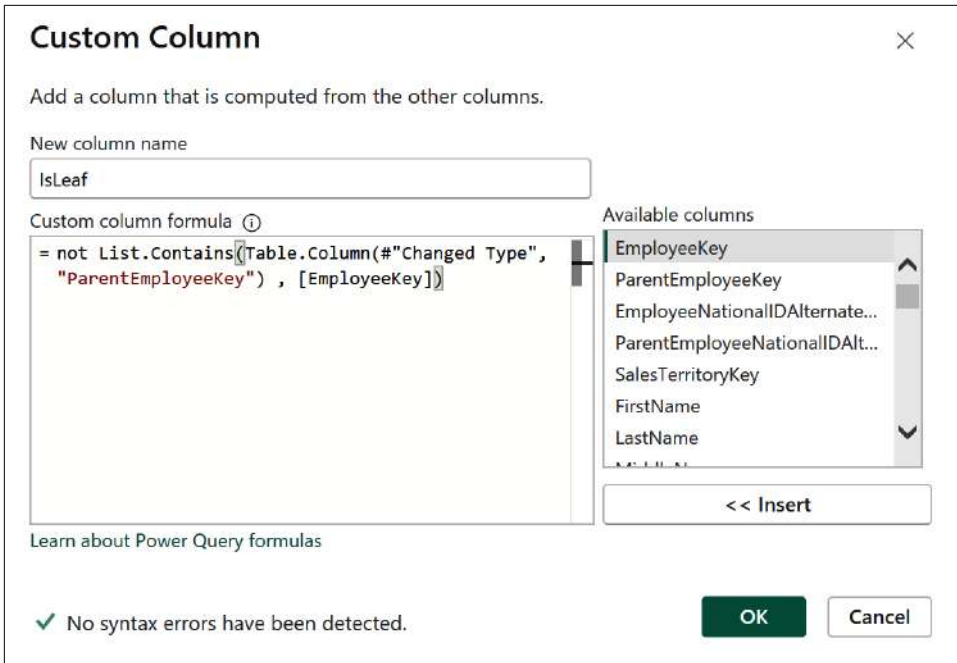 Custom Column
Add a column that is computed from the other columns.
New column name
IsLeaf
Custom column formula
= not List.Contains(Table.Column(#"Changed Type",
"ParentEmployeeKey") , [EmployeeKey])
Available columns
EmployeeKey
ParentEmployeeKey
EmployeeNationalIDAlternate...
ParentEmployeeNationalIDAlt...
SalesTerritoryKey
FirstName
LastName
<< Insert
Learn about Power Query formulas
No syntax errors have been detected.
OK
Cancel